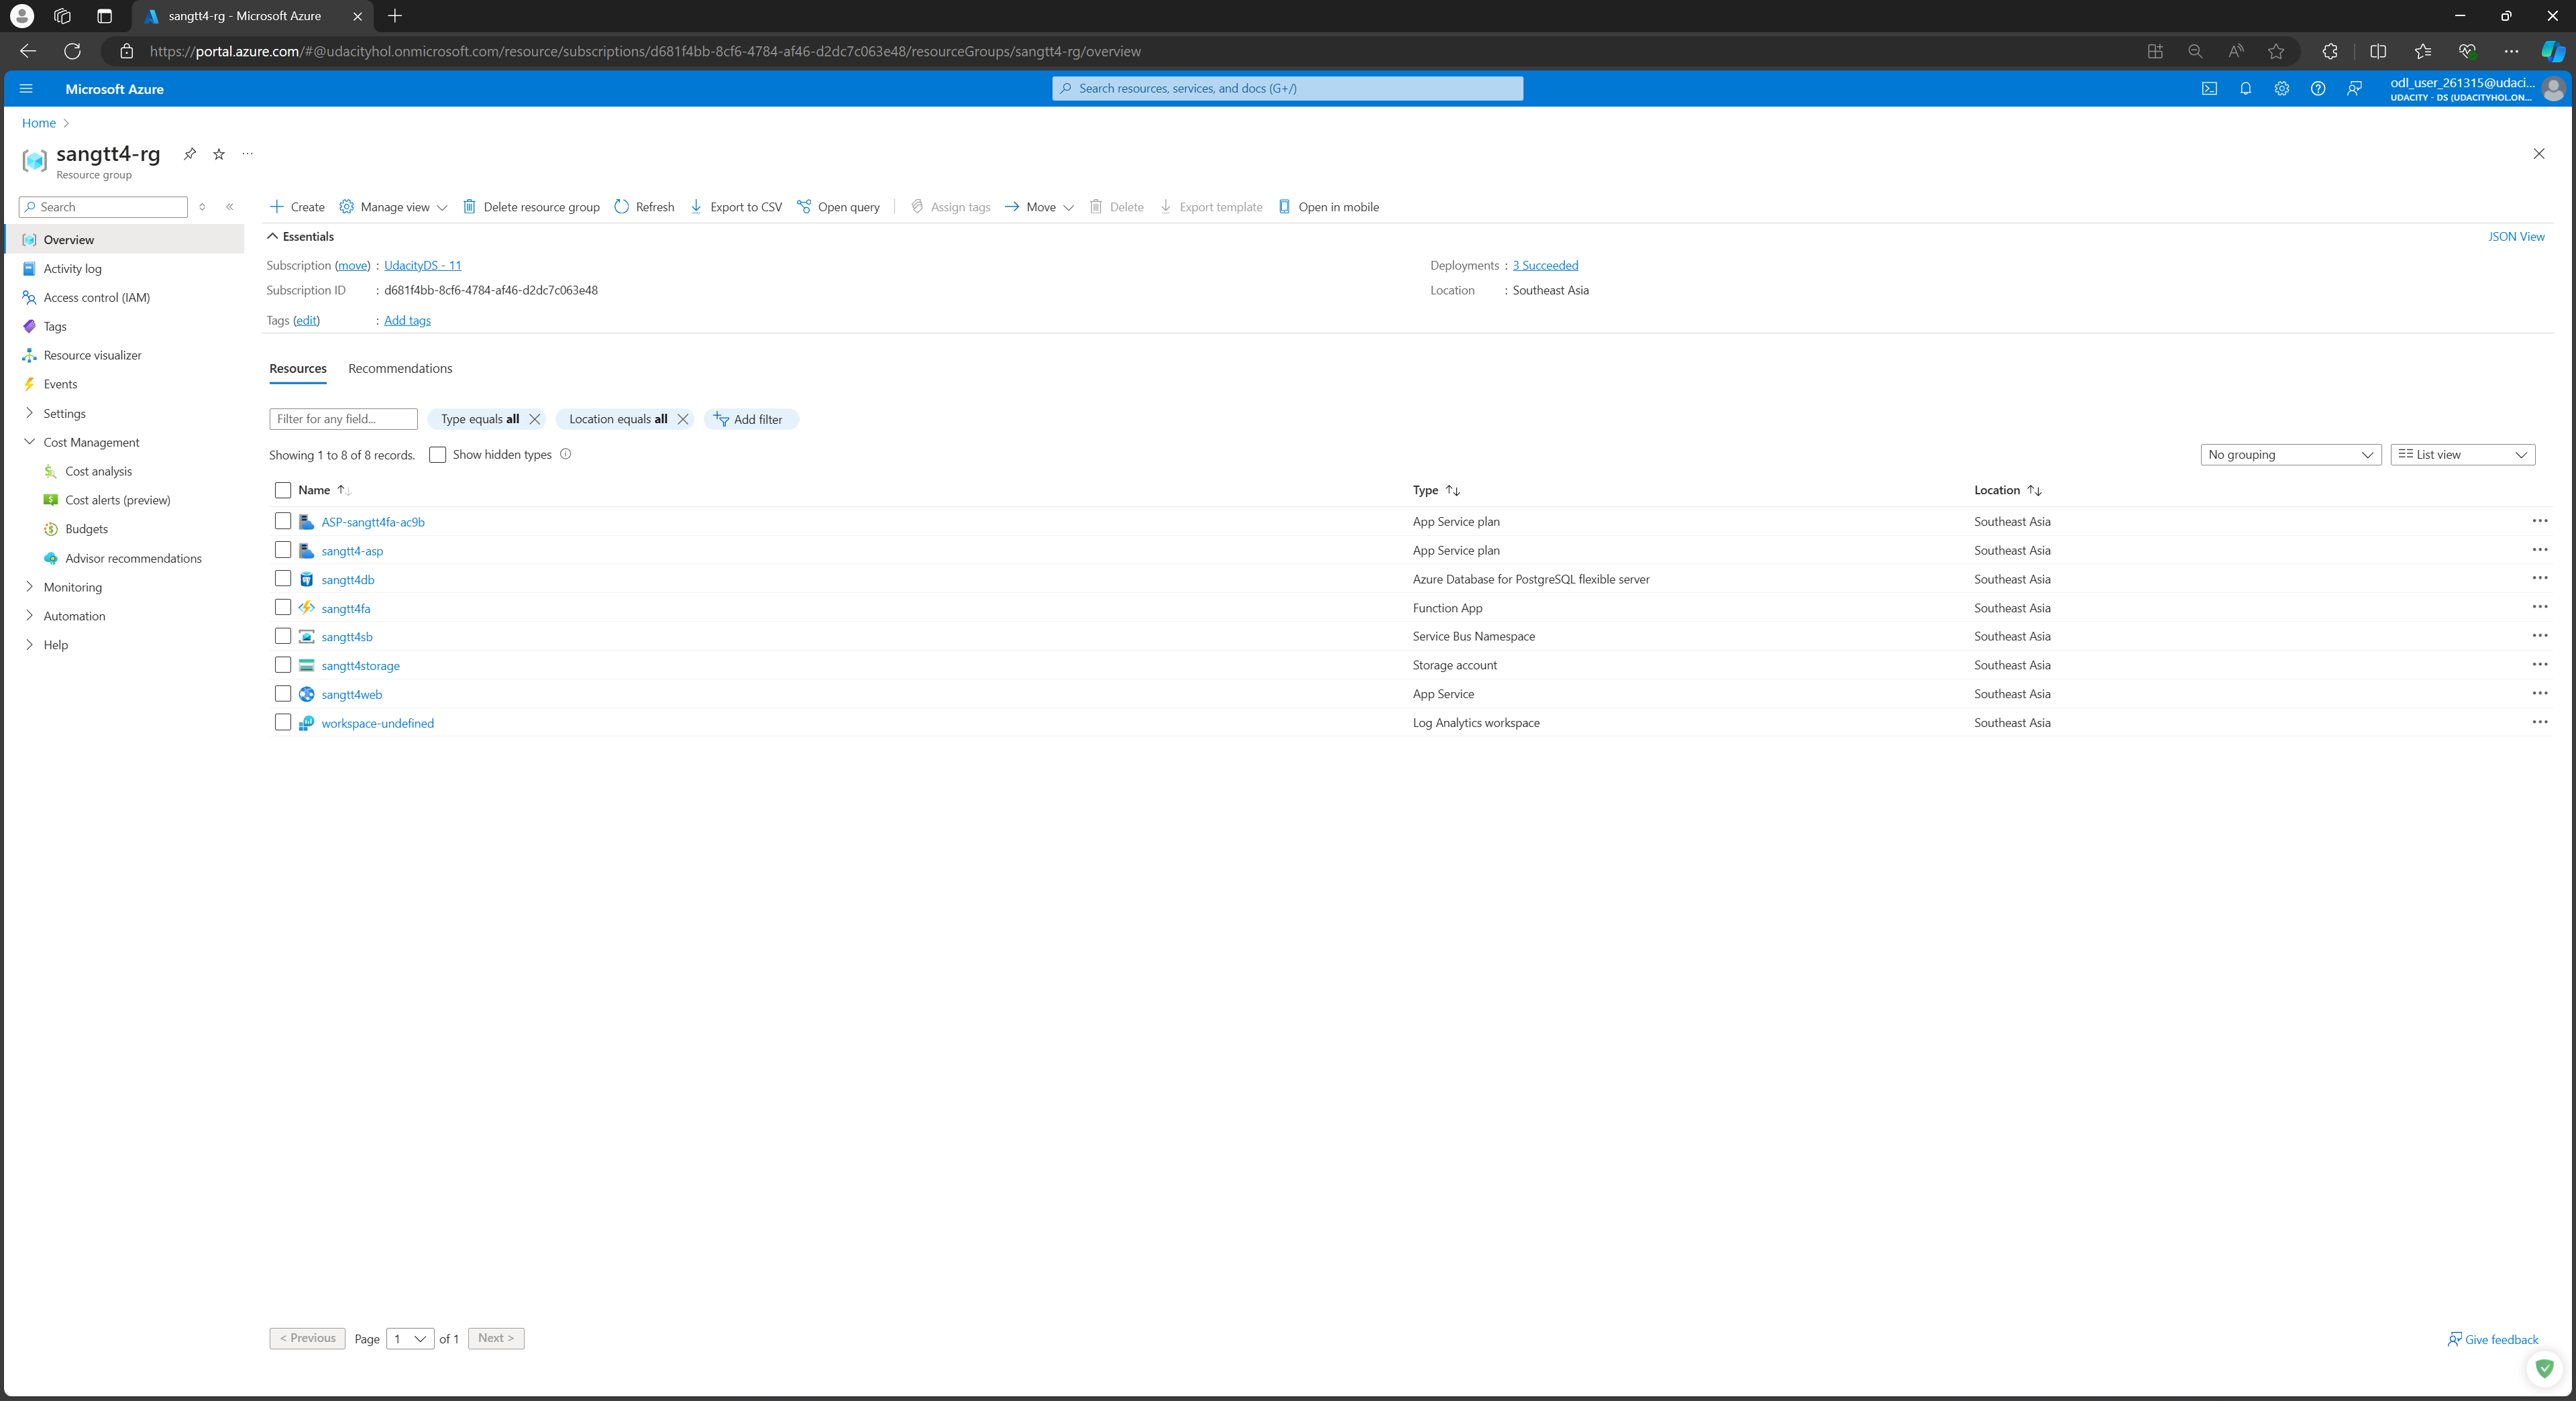 sangtt4-rg - Microsoft Azure
https://portal.azure.com/#@udacityhol.onmicrosoft.com/resource/subscriptions/d681f4bb-8cf6-4784-af46-d2dc7c063e48/resourceGroups/sangtt4-rg/overview
Microsoft Azure
Search resources, services, and docs (G+/)
odl_user_261315@udaci...
UDACITY - DS (UDACITYHOL.ON...
Home
sangtt4-rg
Resource group
Search
Create Manage view Delete resource group Refresh Export to CSV Open query Assign tags Move Delete Export template Open in mobile
Overview
Activity log
Access control (IAM)
Tags
Resource visualizer
Events
Settings
Cost Management
Cost analysis
Cost alerts (preview)
Budgets
Advisor recommendations
Monitoring
Automation
Help
Essentials
JSON View
Subscription (move) : UdacityDS - 11
Deployments : 3 Succeeded
Subscription ID : d681f4bb-8cf6-4784-af46-d2dc7c063e48
Location : Southeast Asia
Tags (edit) : Add tags
Resources Recommendations
Filter for any field... Type equals all Location equals all Add filter
Showing 1 to 8 of 8 records. Show hidden types No grouping List view
Name Type Location
ASP-sangtt4fa-ac9b App Service plan Southeast Asia
sangtt4-asp App Service plan Southeast Asia
sangtt4db Azure Database for PostgreSQL flexible server Southeast Asia
sangtt4fa Function App Southeast Asia
sangtt4sb Service Bus Namespace Southeast Asia
sangtt4storage Storage account Southeast Asia
sangtt4web App Service Southeast Asia
workspace-undefined Log Analytics workspace Southeast Asia
< Previous Page 1 of 1 Next >
Give feedback